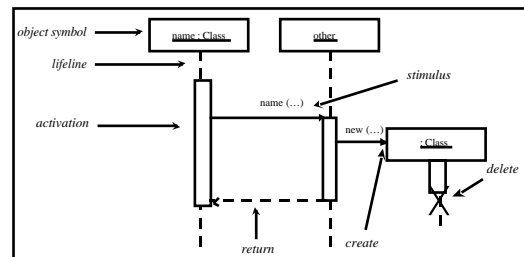 object symbol
name : Class
other
lifeline
stimulus
name (...)
activation
new (...)
: Class
delete
create
return